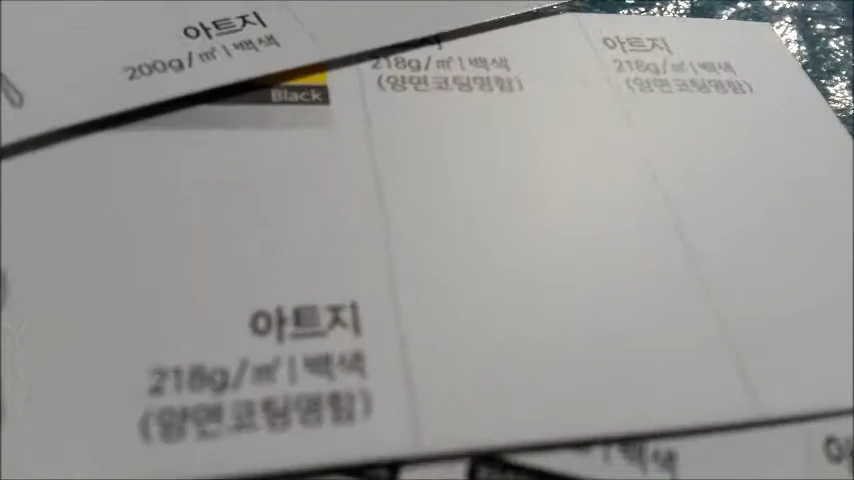 아트지
200g/㎡ | 백색
218g/㎡ | 백색
(양면코팅명함)
아트지
218g/㎡ | 백색
(양면코팅명함)
Black
아트지
218g/㎡ | 백색
(양면코팅명함)
백색